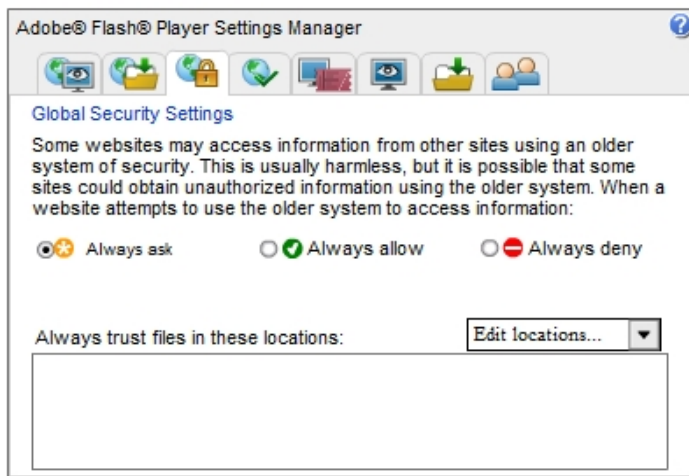 Adobe® Flash® Player Settings Manager
?
Global Security Settings
Some websites may access information from other sites using an older
system of security. This is usually harmless, but it is possible that some
sites could obtain unauthorized information using the older system. When a
website attempts to use the older system to access information:
Always ask
Always allow
Always deny
Always trust files in these locations:
Edit locations...